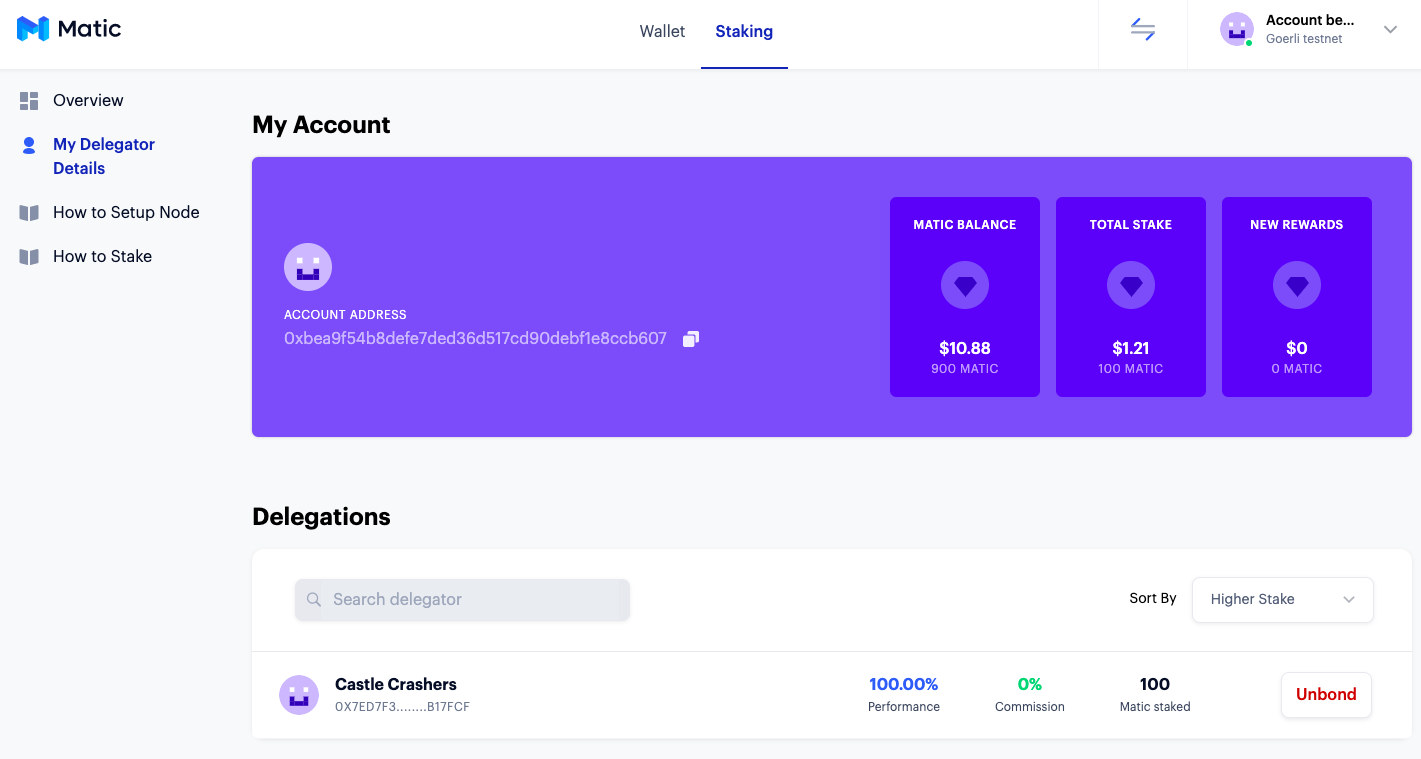 Matic
Wallet
Staking
Account be...
Goerli testnet
Overview
My Delegator
Details
How to Setup Node
How to Stake
My Account
ACCOUNT ADDRESS
0xbea9f54b8defe7ded36d517cd90debf1e8ccb607
MATIC BALANCE
$10.88
900 MATIC
TOTAL STAKE
$1.21
100 MATIC
NEW REWARDS
$0
0 MATIC
Delegations
Search delegator
Sort By
Higher Stake
Castle Crashers
0X7ED7F3........B17FCF
100.00%
Performance
0%
Commission
100
Matic staked
Unbond